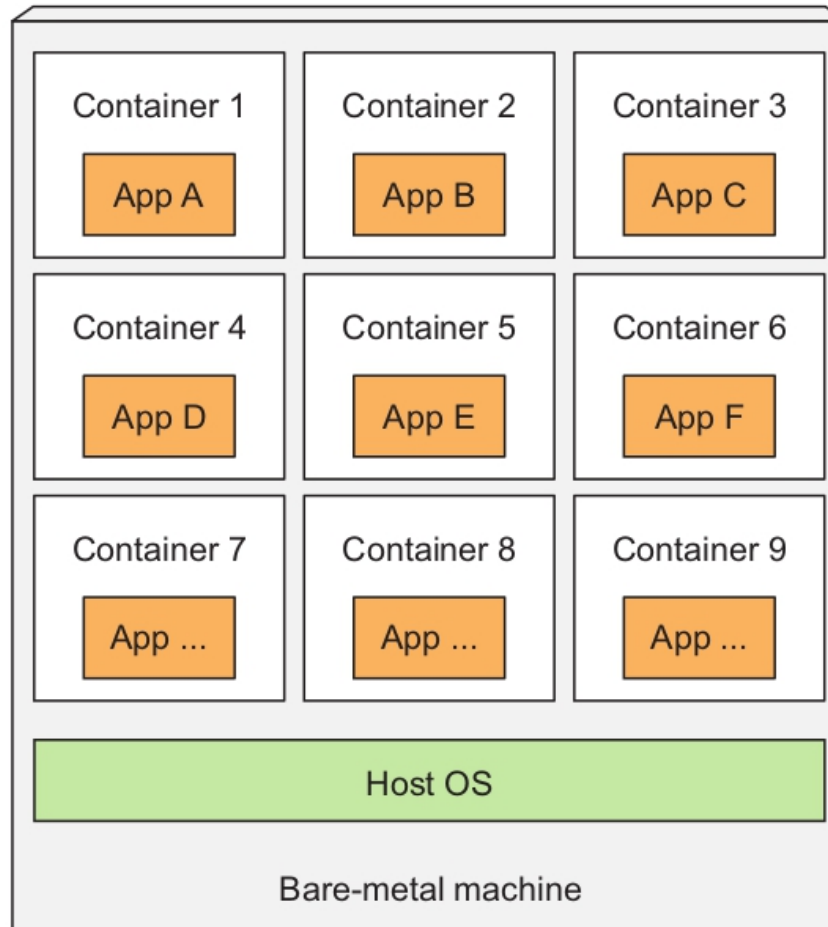 Container 1
Container 2
Container 3
App A
App B
App C
Container 4
Container 5
Container 6
App D
App E
App F
Container 7
Container 8
Container 9
App ...
App ...
App ...
Host OS
Bare-metal machine